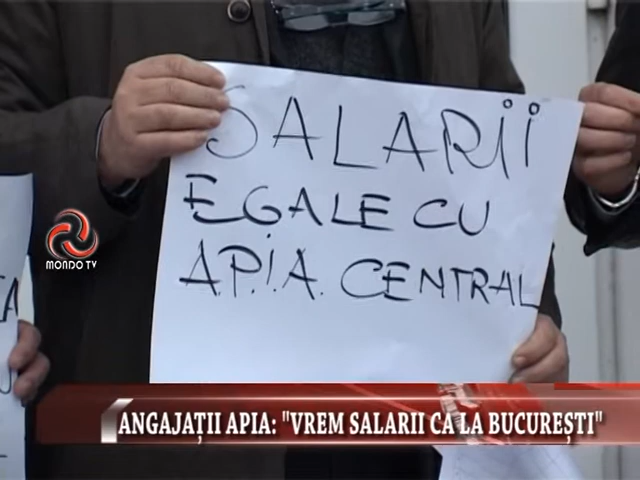 SALARII
EGALE CU
A.P.I.A. CENTRAL
MONDO TV
ANGAJAȚII APIA: "VREM SALARII CA LA BUCUREȘTI"